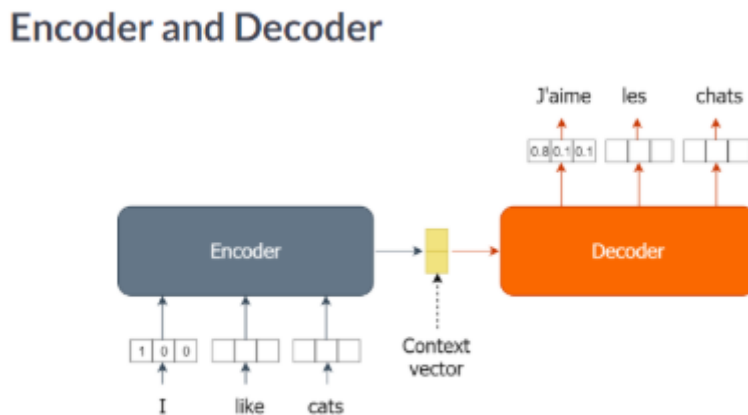 Encoder and Decoder
J'aime les chats
0.8 0.1 0.1
Encoder
Decoder
1 0 0
Context
vector
I like cats